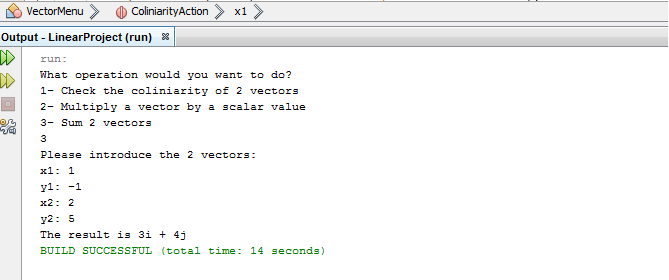 VectorMenu ColiniarityAction x1
Output - LinearProject (run)
run:
What operation would you want to do?
1- Check the coliniarity of 2 vectors
2- Multiply a vector by a scalar value
3- Sum 2 vectors
3
Please introduce the 2 vectors:
x1: 1
y1: -1
x2: 2
y2: 5
The result is 3i + 4j
BUILD SUCCESSFUL (total time: 14 seconds)